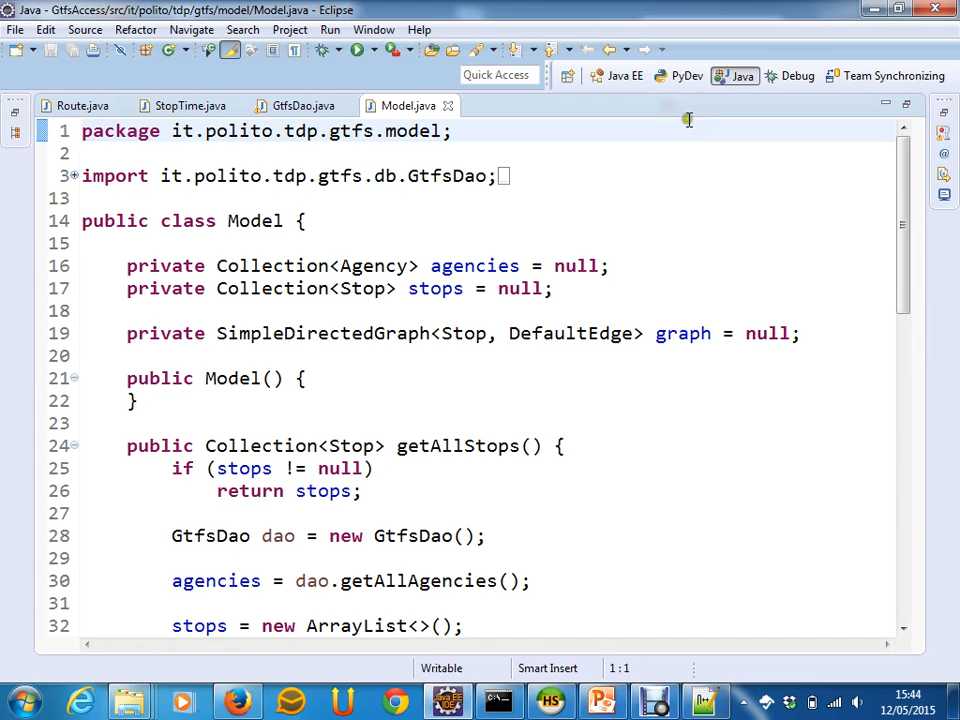 Java - GtfsAccess/src/it/polito/tdp/gtfs/model/Model.java - Eclipse
File Edit Source Refactor Navigate Search Project Run Window Help
Quick Access Java EE PyDev Java Debug Team Synchronizing
Route.java StopTime.java GtfsDao.java Model.java
1 package it.polito.tdp.gtfs.model;
2
3 import it.polito.tdp.gtfs.db.GtfsDao;
13
14 public class Model {
15
16 private Collection<Agency> agencies = null;
17 private Collection<Stop> stops = null;
18
19 private SimpleDirectedGraph<Stop, DefaultEdge> graph = null;
20
21 public Model() {
22 }
23
24 public Collection<Stop> getAllStops() {
25 if (stops != null)
26 return stops;
27
28 GtfsDao dao = new GtfsDao();
29
30 agencies = dao.getAllAgencies();
31
32 stops = new ArrayList<>();
Writable Smart Insert 1 : 1
Java EE IDE
HS
15:44
12/05/2015